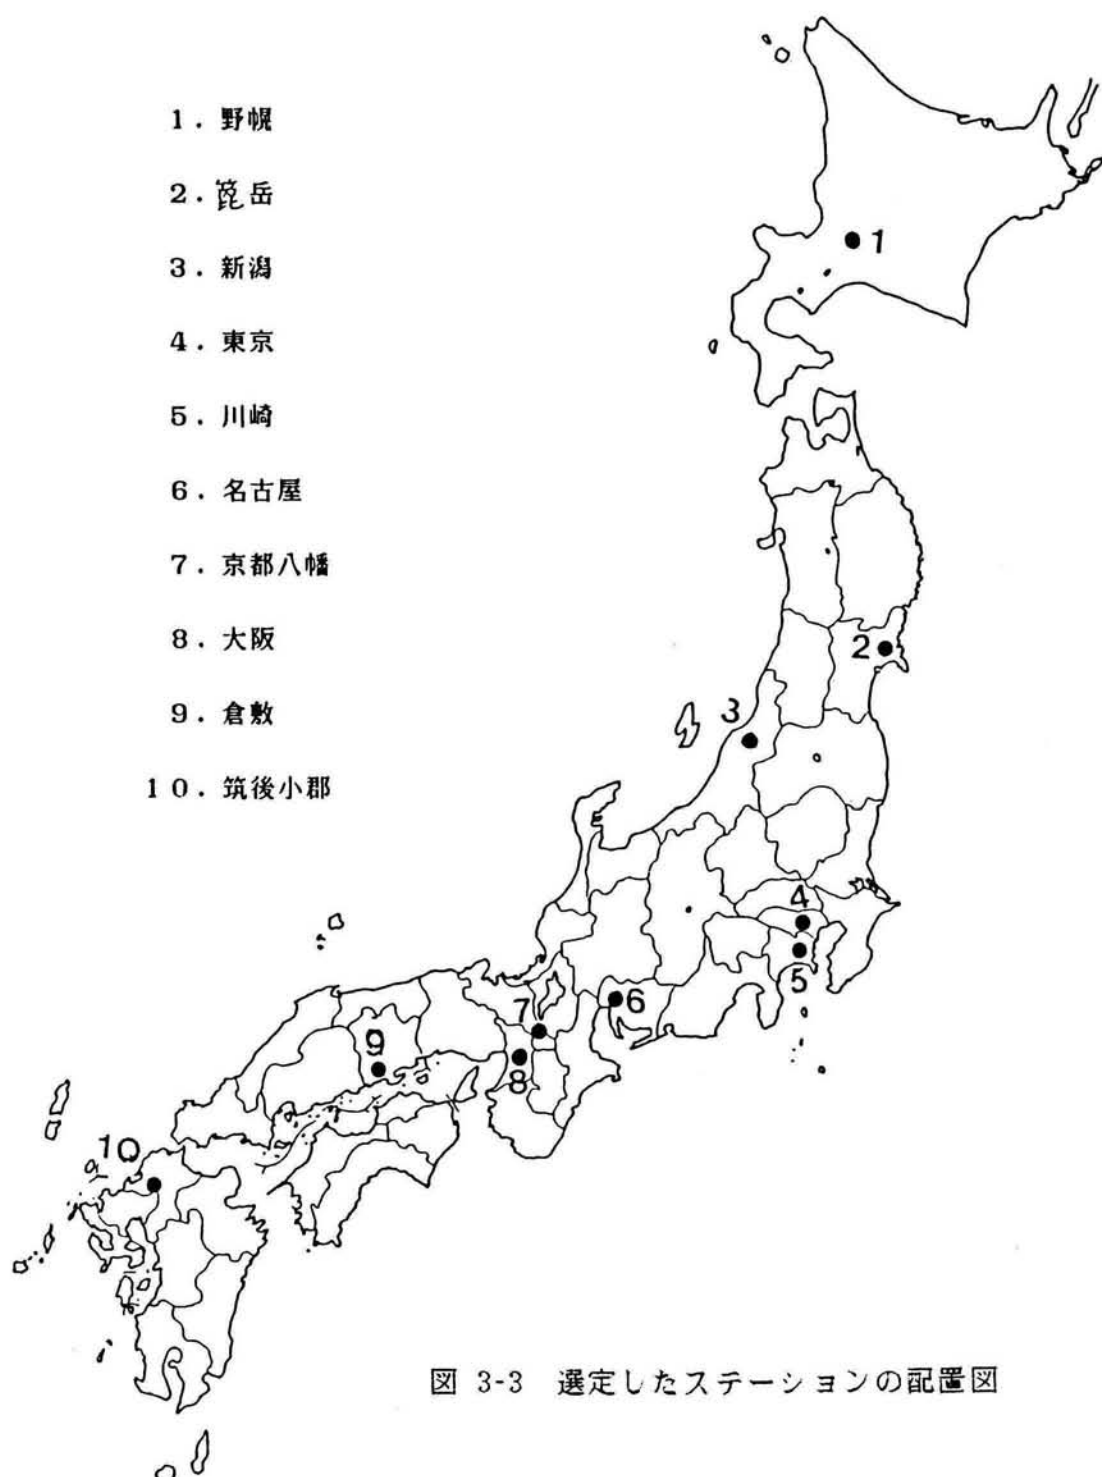 1. 野幌
2. 箆岳
3. 新潟
4. 東京
5. 川崎
6. 名古屋
7. 京都八幡
8. 大阪
9. 倉敷
10. 筑後小郡
1
2
3
4
5
6
7
8
9
10
図 3-3 選定したステーションの配置図